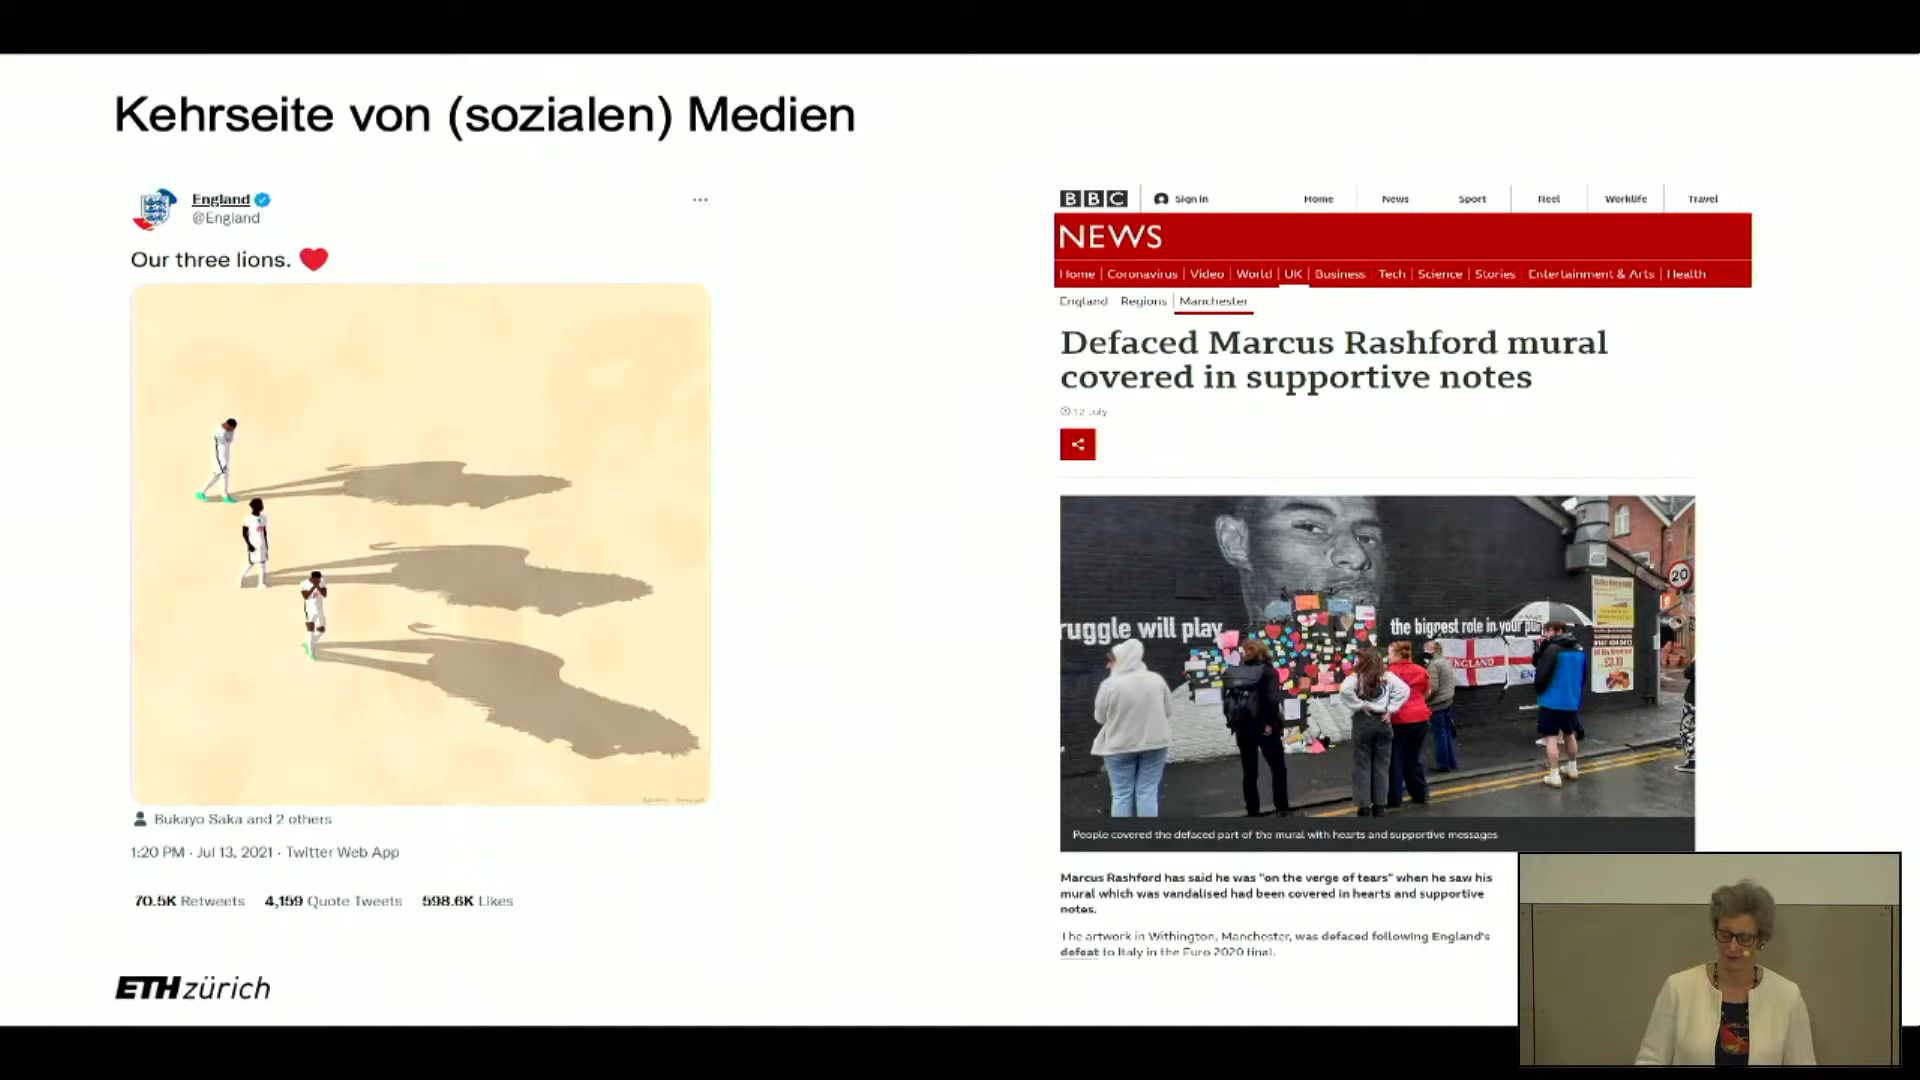 Kehrseite von (sozialen) Medien
England
@England
Our three lions.
Bukayo Saka and 2 others
1:20 PM · Jul 13, 2021 · Twitter Web App
70.5K Retweets 4,159 Quote Tweets 598.6K Likes
ETH zürich
BBC Sign in Home News Sport Reel Worklife Travel
NEWS
Home | Coronavirus | Video | World | UK | Business | Tech | Science | Stories | Entertainment & Arts | Health
England Regions Manchester
Defaced Marcus Rashford mural
covered in supportive notes
12 July
ruggle will play
the biggest role in your pur
20
ENGLAND
EN
£3.10
People covered the defaced part of the mural with hearts and supportive messages
Marcus Rashford has said he was "on the verge of tears" when he saw his
mural which was vandalised had been covered in hearts and supportive
notes.
The artwork in Withington, Manchester, was defaced following England's
defeat to Italy in the Euro 2020 final.